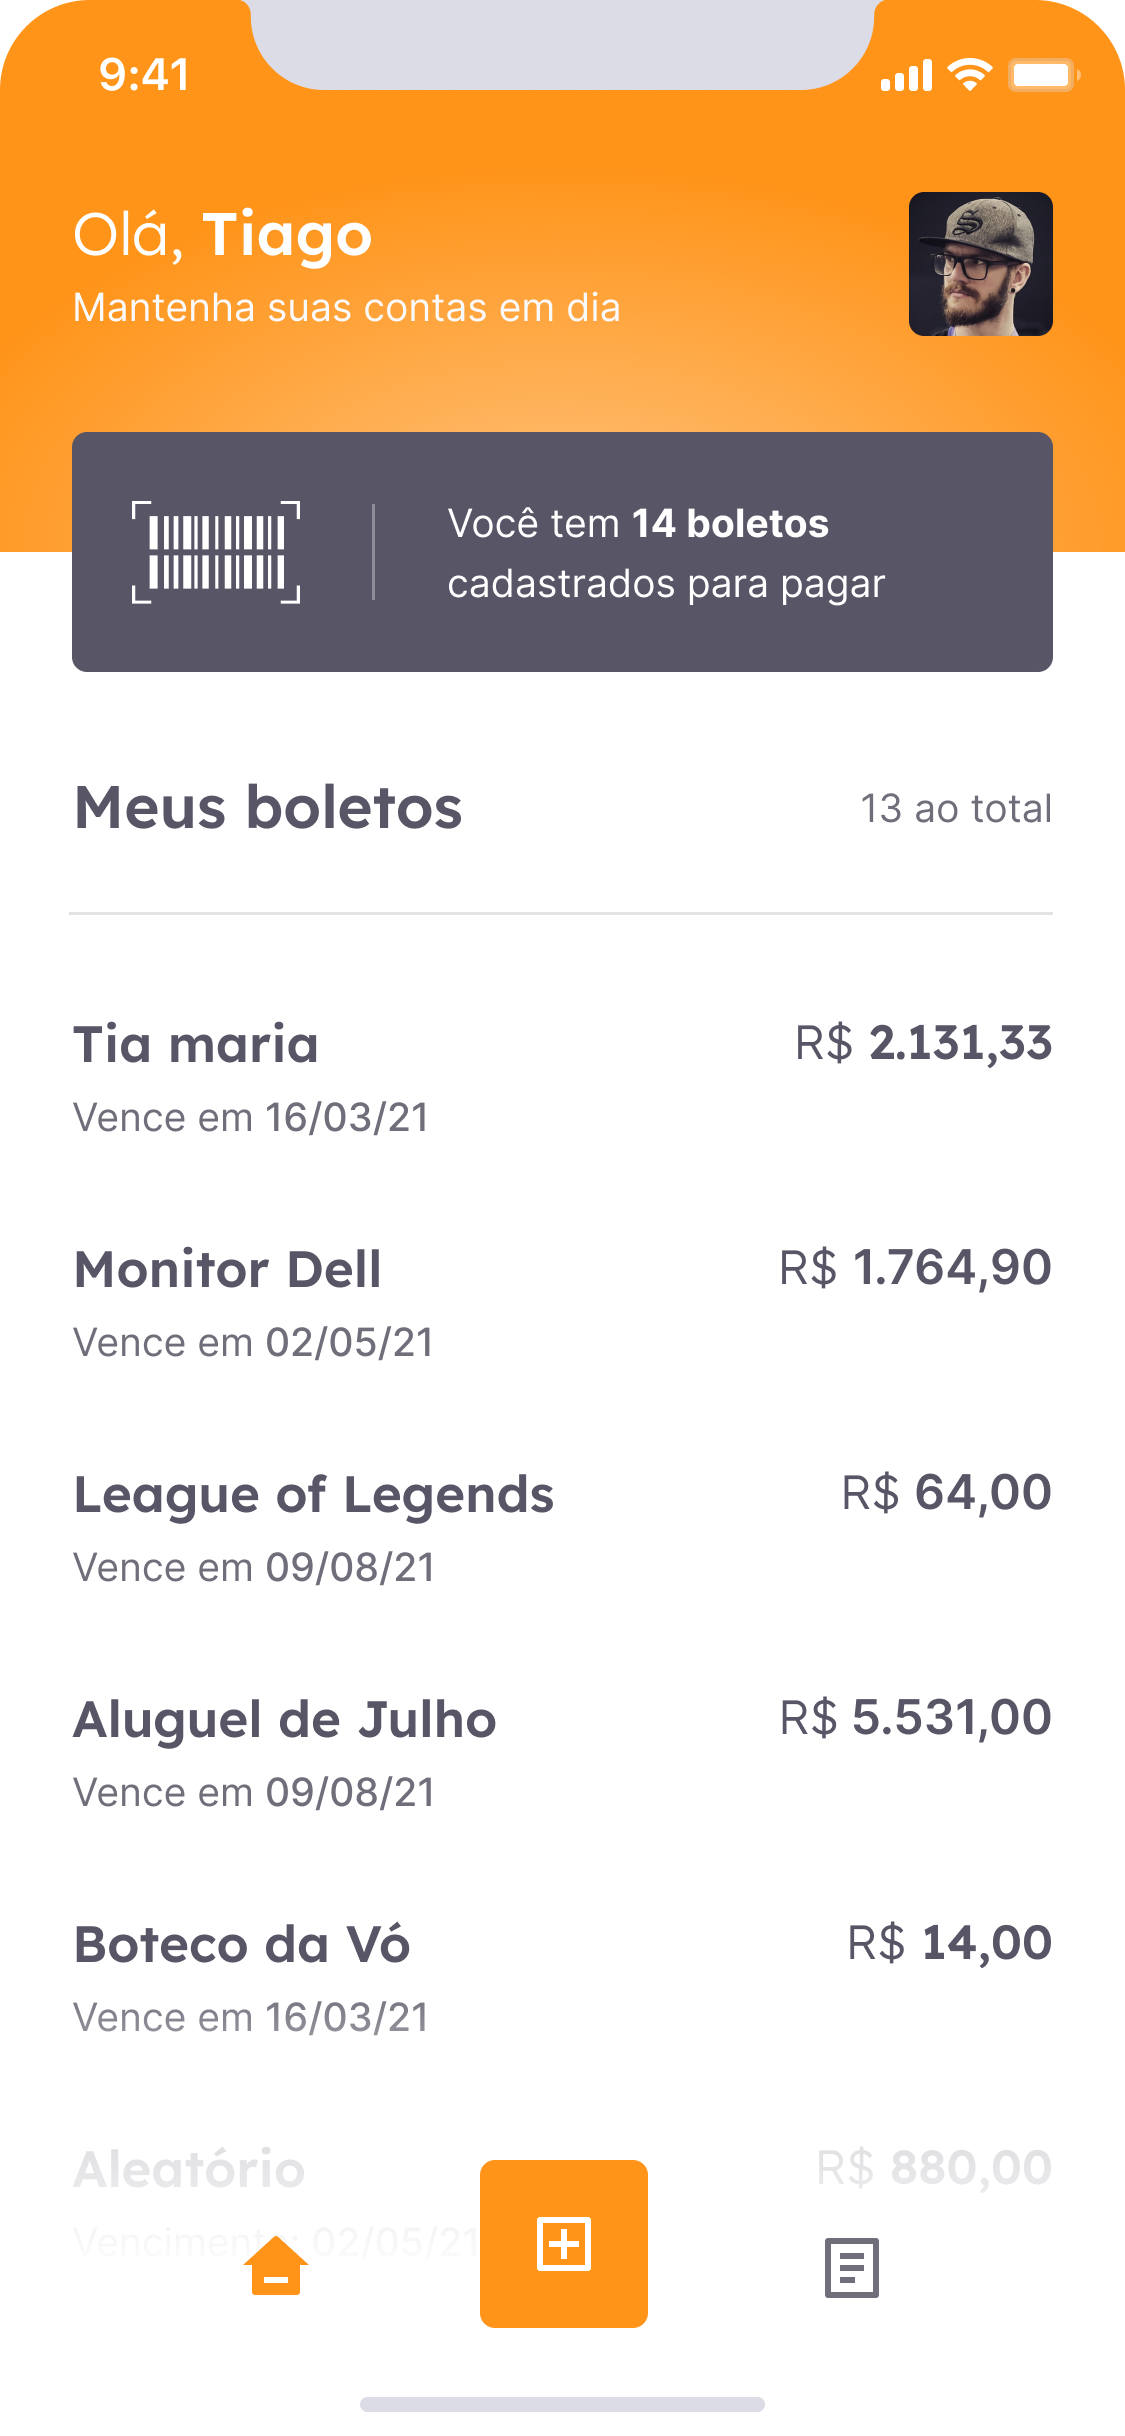 9:41
Olá, Tiago
Mantenha suas contas em dia
Você tem 14 boletos
cadastrados para pagar
Meus boletos
13 ao total
Tia maria
R$ 2.131,33
Vence em 16/03/21
Monitor Dell
R$ 1.764,90
Vence em 02/05/21
League of Legends
R$ 64,00
Vence em 09/08/21
Aluguel de Julho
R$ 5.531,00
Vence em 09/08/21
Boteco da Vó
R$ 14,00
Vence em 16/03/21
Aleatório
R$ 880,00
02/05/21